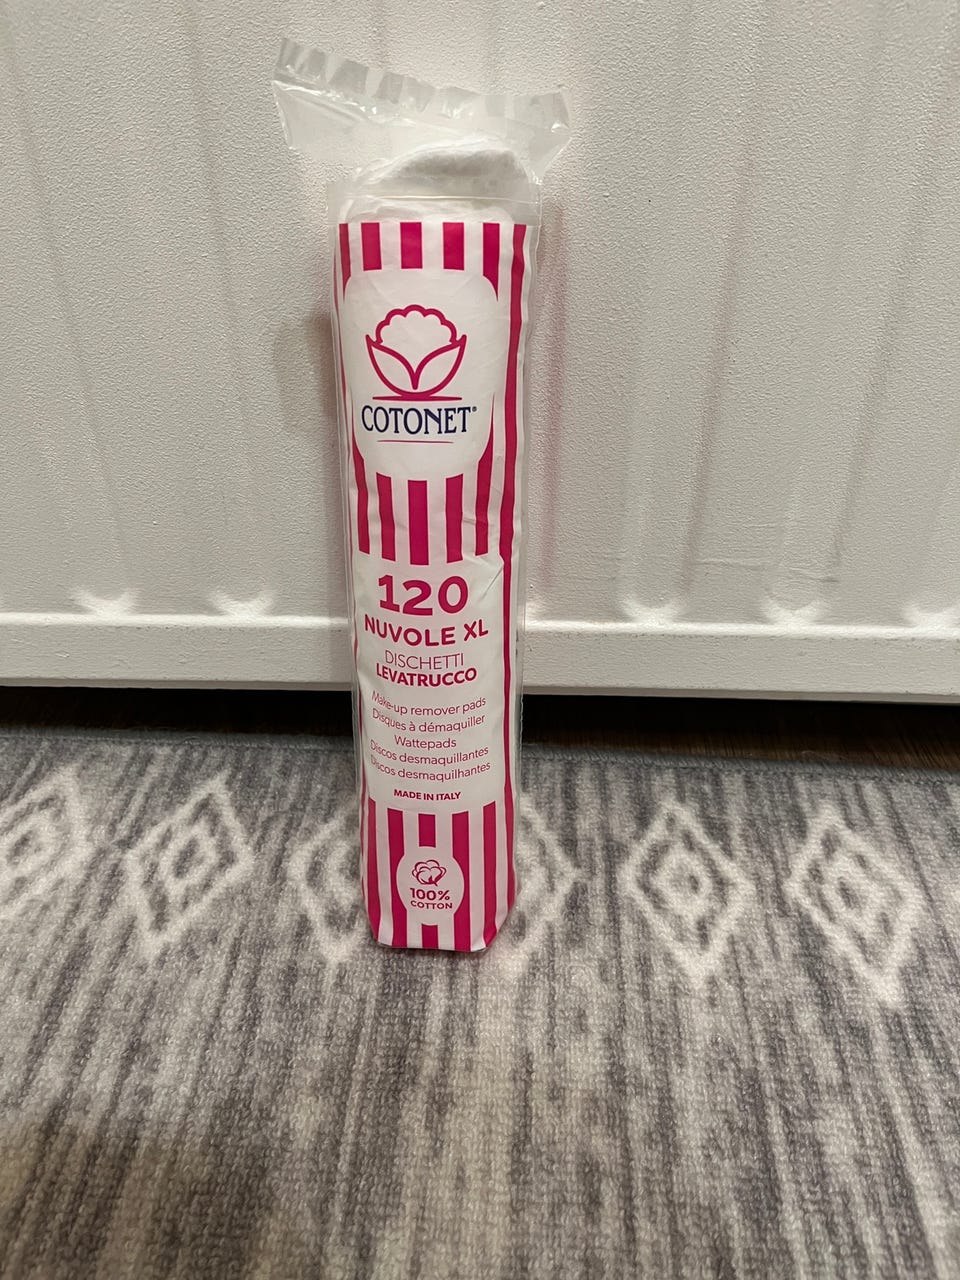 COTONET®
120
NUVOLE XL
DISCHETTI
LEVATRUCCO
Make-up remover pads
Disques à démaquiller
Wattepads
Discos desmaquillantes
Discos desmaquilhantes
MADE IN ITALY
100%
COTTON